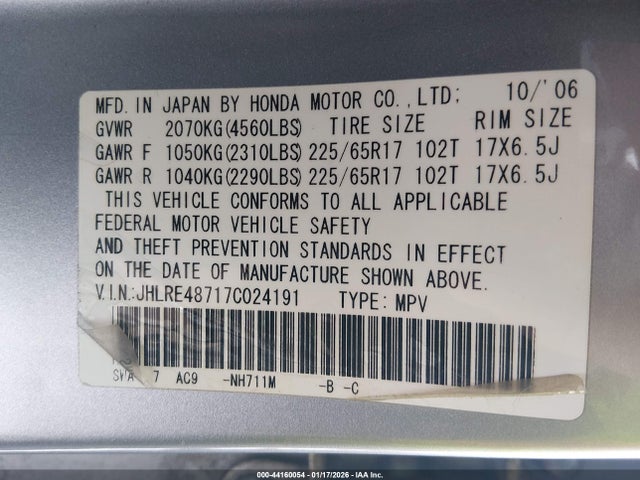 MFD. IN JAPAN BY HONDA MOTOR CO., LTD; 10/'06
GVWR 2070KG(4560LBS) TIRE SIZE RIM SIZE
GAWR F 1050KG(2310LBS) 225/65R17 102T 17X6.5J
GAWR R 1040KG(2290LBS) 225/65R17 102T 17X6.5J
THIS VEHICLE CONFORMS TO ALL APPLICABLE
FEDERAL MOTOR VEHICLE SAFETY
AND THEFT PREVENTION STANDARDS IN EFFECT
ON THE DATE OF MANUFACTURE SHOWN ABOVE.
V.I.N:JHLRE48717C024191 TYPE: MPV
SWA 7 AC9 -NH711M -B -C
000-44160054 - 01/17/2026 - IAA Inc.